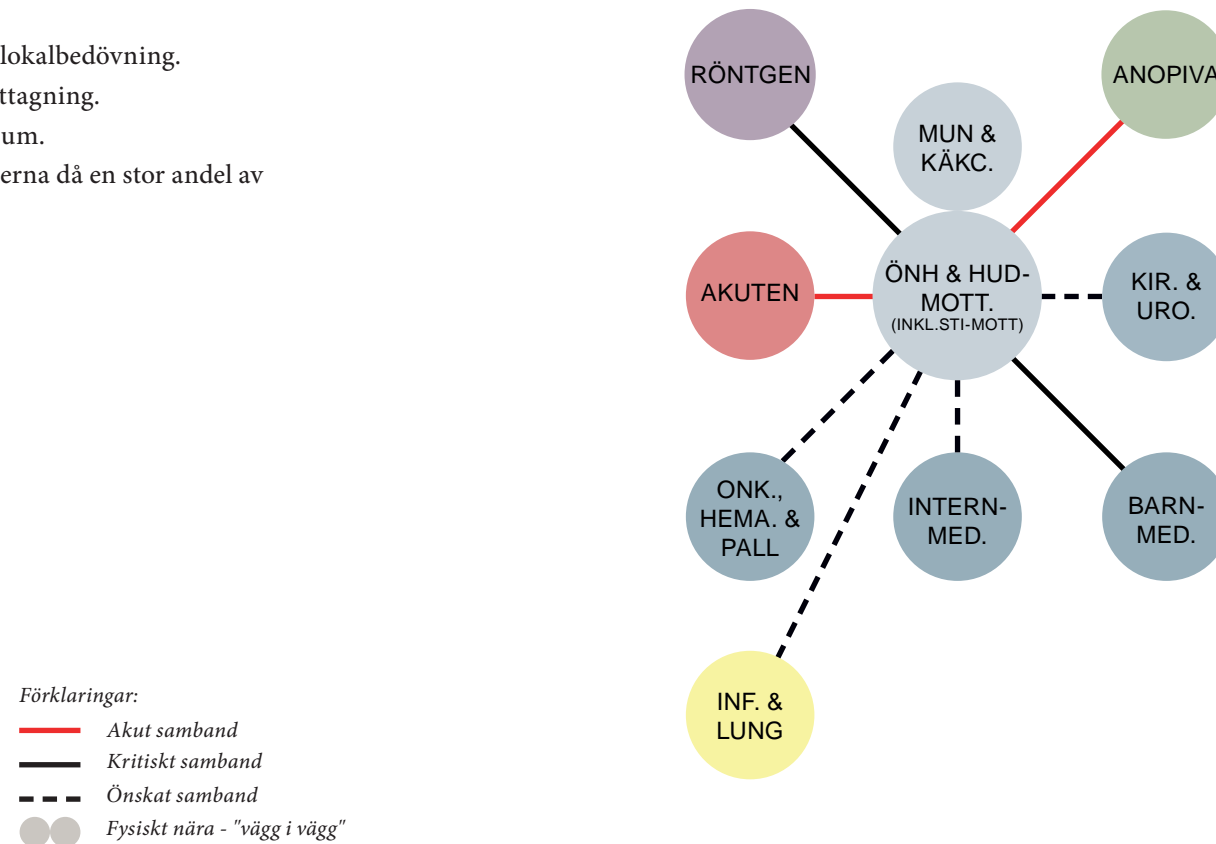 lokalbedövning.
ttagning.
um.
erna då en stor andel av
RÖNTGEN
ANOPIVA
MUN &
KÄKC.
AKUTEN
ÖNH & HUD-
MOTT.
(INKL.STI-MOTT)
KIR. &
URO.
ONK.,
HEMA. &
PALL
INTERN-
MED.
BARN-
MED.
INF. &
LUNG
Förklaringar:
Akut samband
Kritiskt samband
Önskat samband
Fysiskt nära - "vägg i vägg"